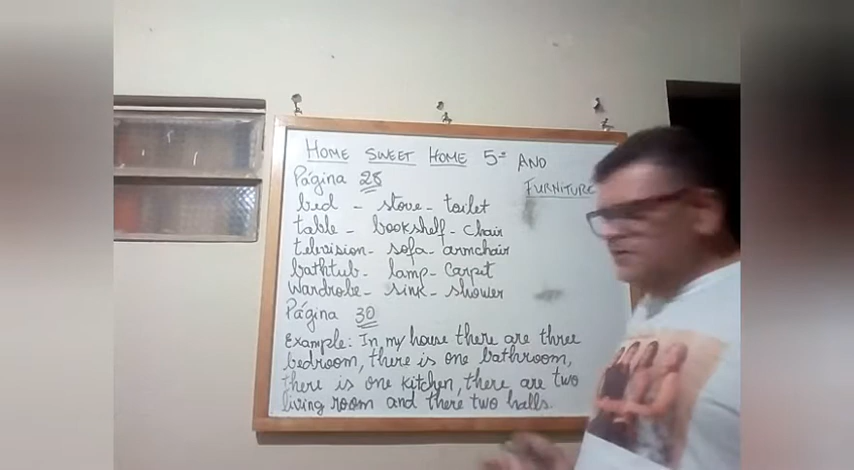 HOME SWEET HOME 5º AND
FURNITURE
Página 28
bed - stove - toilet
table - bookshelf - chair
television - sofa - armchair
bathtub - lamp - carpet
wardrobe - sink - shower
Página 30
Example: In my house there are three
bedroom, there is one bathroom,
there is one kitchen, there are two
living room and there two halls.